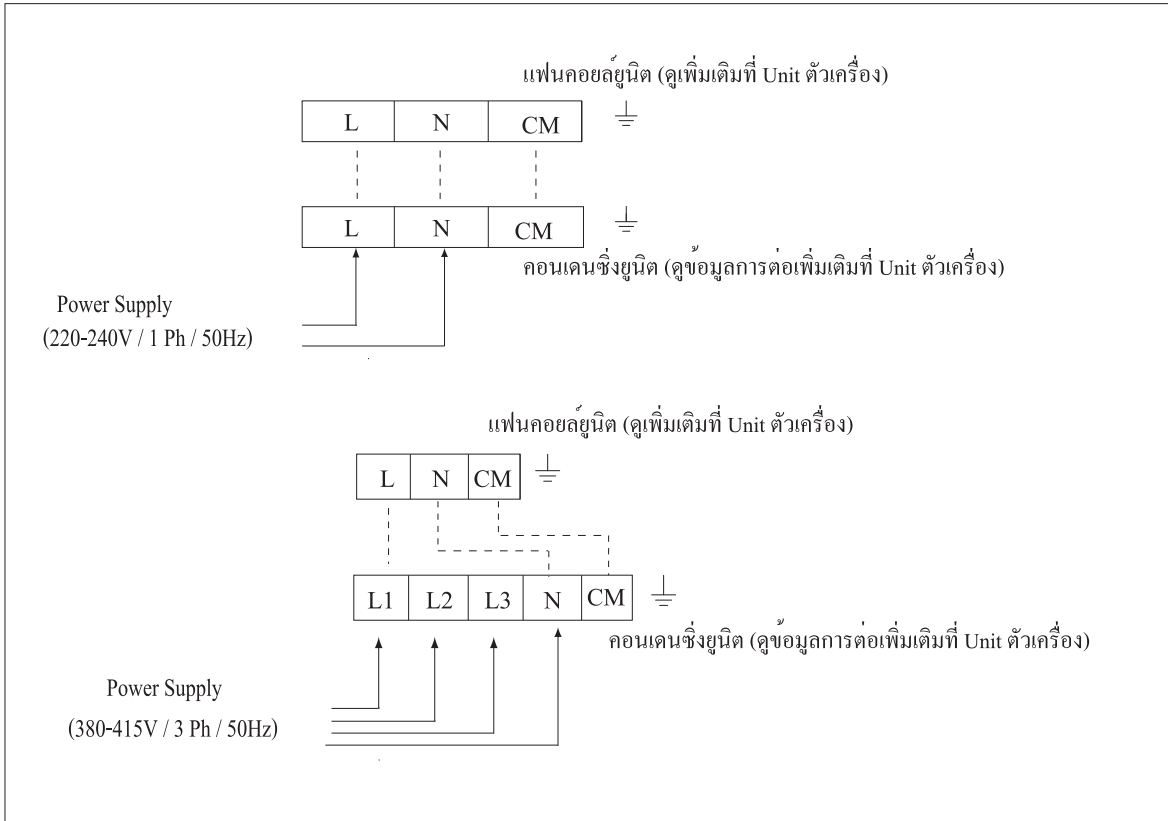 แฟนคอยล์ยูนิต (ดูเพิ่มเติมที่ Unit ตัวเครื่อง)
L N CM
L N CM
คอนเดนซิ่งยูนิต (ดูข้อมูลการต่อเพิ่มเติมที่ Unit ตัวเครื่อง)
Power Supply
(220-240V / 1 Ph / 50Hz)
แฟนคอยล์ยูนิต (ดูเพิ่มเติมที่ Unit ตัวเครื่อง)
L N CM
L1 L2 L3 N CM
คอนเดนซิ่งยูนิต (ดูข้อมูลการต่อเพิ่มเติมที่ Unit ตัวเครื่อง)
Power Supply
(380-415V / 3 Ph / 50Hz)